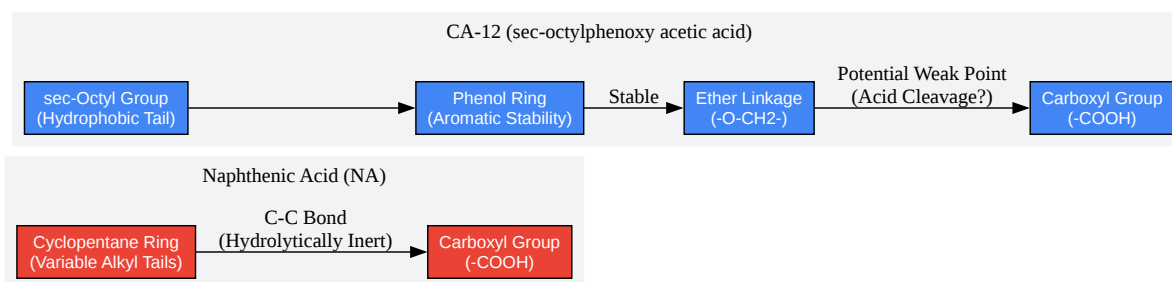 CA-12 (sec-octylphenoxy acetic acid)
sec-Octyl Group
(Hydrophobic Tail)
Phenol Ring
(Aromatic Stability)
Stable
Ether Linkage
(-O-CH2-)
Potential Weak Point
(Acid Cleavage?)
Carboxyl Group
(-COOH)
Naphthenic Acid (NA)
Cyclopentane Ring
(Variable Alkyl Tails)
C-C Bond
(Hydrolytically Inert)
Carboxyl Group
(-COOH)